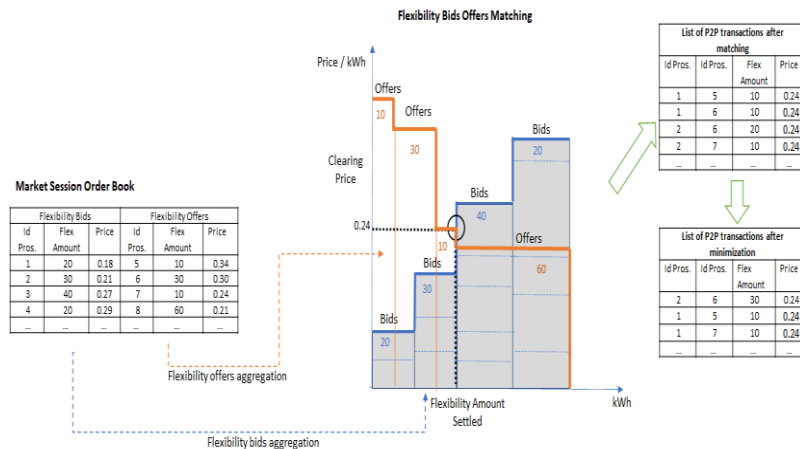 Flexibility Bids Offers Matching
Price / kWh
Offers
10
Offers
30
Clearing
Price
0.24
10
Bids
20
Bids
30
Bids
40
Bids
20
Offers
60
Flexibility Amount
Settled
kWh
Market Session Order Book
Flexibility Bids Flexibility Offers
Id Pros. Flex Amount Price Id Pros. Flex Amount Price
1 20 0.18 5 10 0.34
2 30 0.21 6 30 0.30
3 40 0.27 7 10 0.24
4 20 0.29 8 60 0.21
... ... ... ... ... ...
Flexibility offers aggregation
Flexibility bids aggregation
List of P2P transactions after
matching
Id Pros. Id Pros. Flex Amount Price
1 5 10 0.24
1 6 10 0.24
2 6 20 0.24
2 7 10 0.24
... ... ... ...
List of P2P transactions after
minimization
Id Pros. Id Pros. Flex Amount Price
2 6 30 0.24
1 5 10 0.24
1 7 10 0.24
... ... ... ...